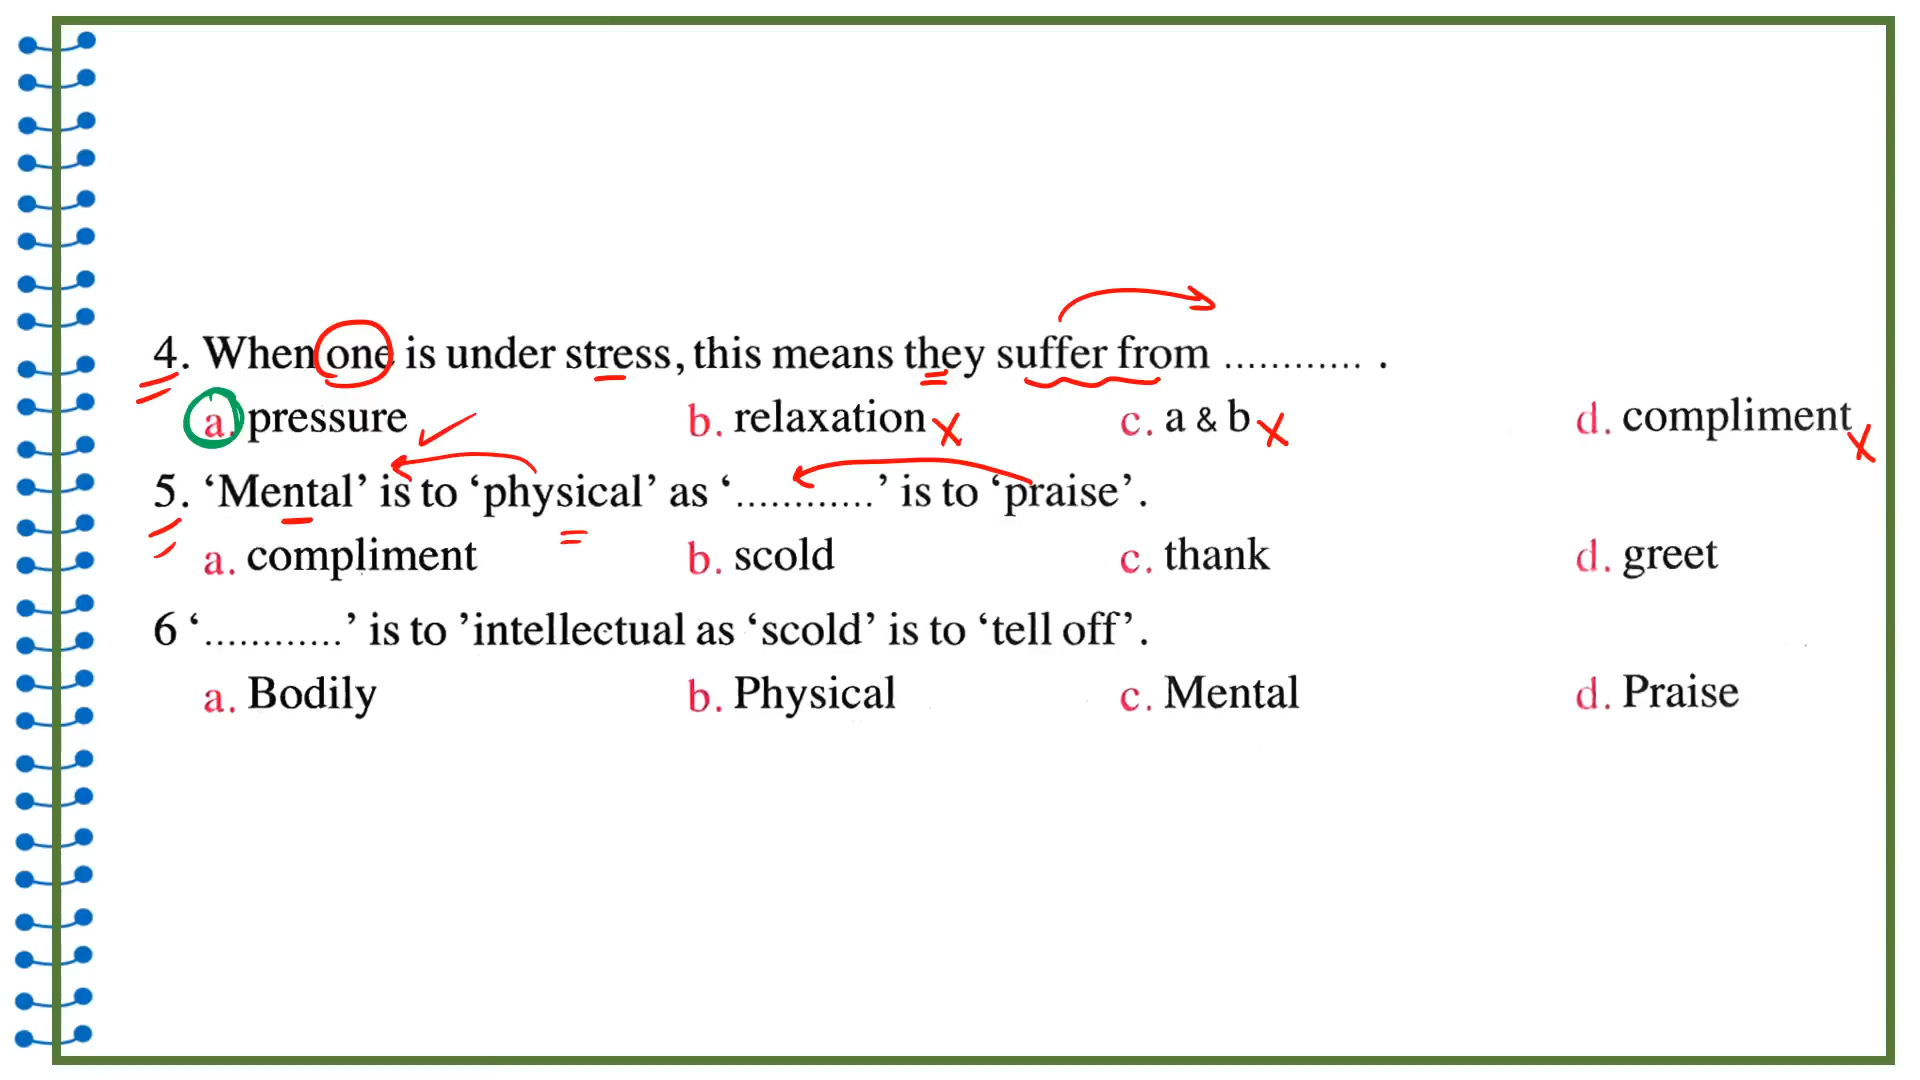 4. When one is under stress, this means they suffer from ............ .
a. pressure b. relaxation x c. a & b x d. compliment x
5. ‘Mental’ is to ‘physical’ as ‘............’ is to ‘praise’.
a. compliment b. scold c. thank d. greet
6 ‘............’ is to ’intellectual as ‘scold’ is to ‘tell off’.
a. Bodily b. Physical c. Mental d. Praise